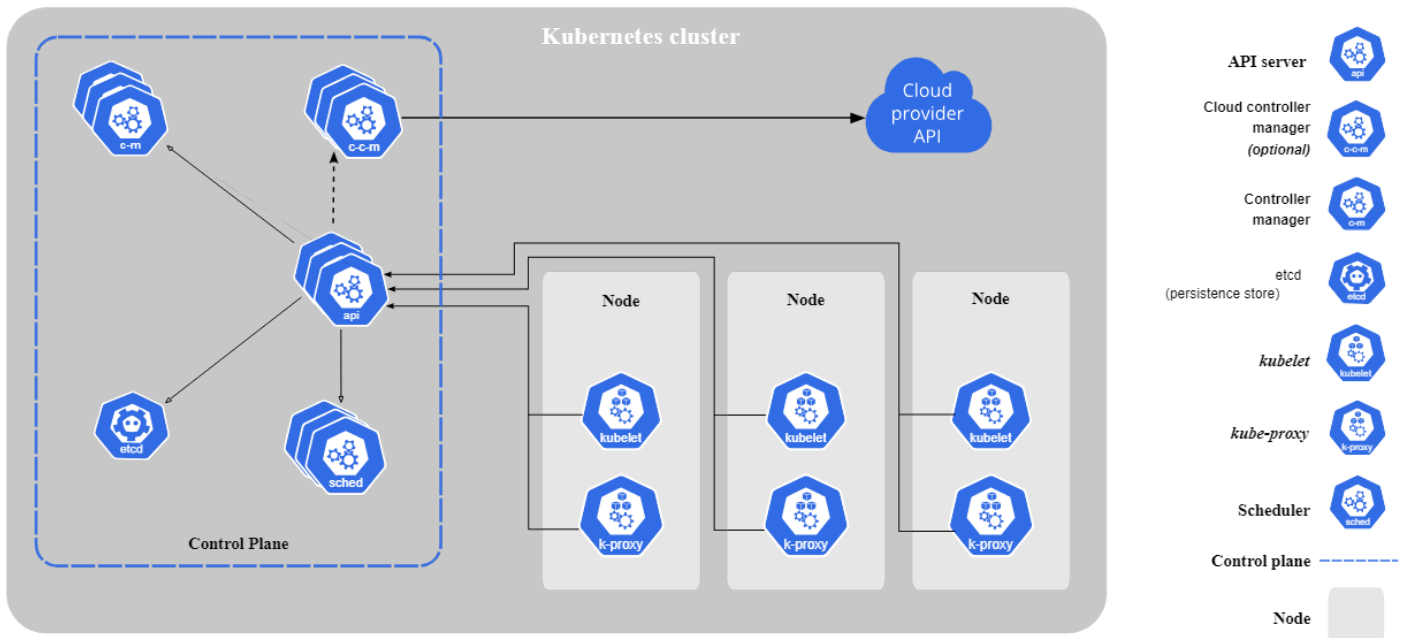 Kubernetes cluster
c-m
c-c-m
Cloud
provider
API
api
etcd
sched
Control Plane
Node
kubelet
k-proxy
Node
kubelet
k-proxy
Node
kubelet
k-proxy
API server
api
Cloud controller
manager
(optional)
c-c-m
Controller
manager
c-m
etcd
(persistence store)
etcd
kubelet
kubelet
kube-proxy
k-proxy
Scheduler
sched
Control plane
Node